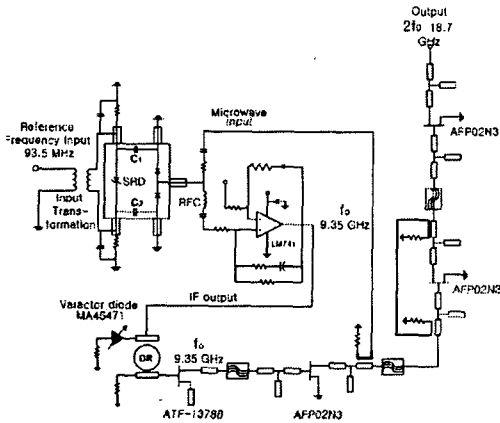 Output
2fo 18.7
GHz
AFP02N3
Microwave
Input
Reference
Frequency Input
93.5 MHz
C1
SRD
RFC
C2
Input
Trans-
formation
LM741
fo
9.35 GHz
AFP02N3
IF output
Varactor diode
MA46471
fo
9.35 GHz
DR
ATF-13788
AFP02N3